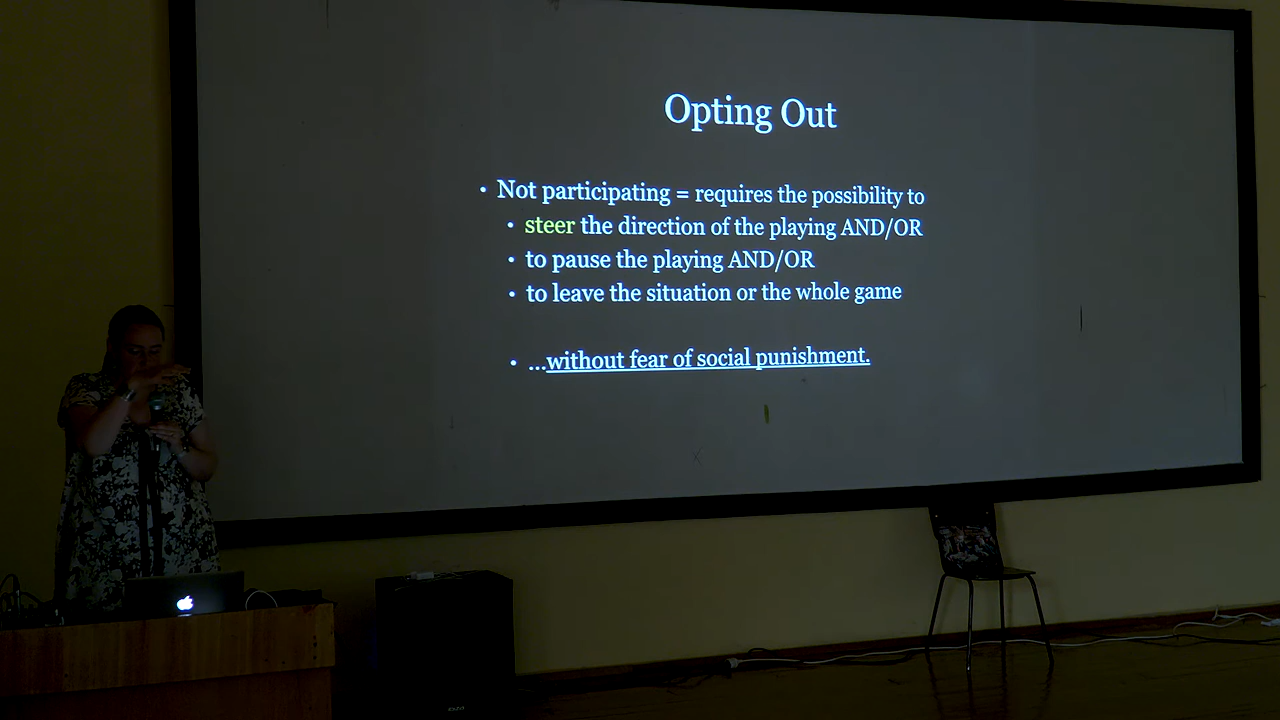 Opting Out
• Not participating = requires the possibility to
• steer the direction of the playing AND/OR
• to pause the playing AND/OR
• to leave the situation or the whole game
• ...without fear of social punishment.